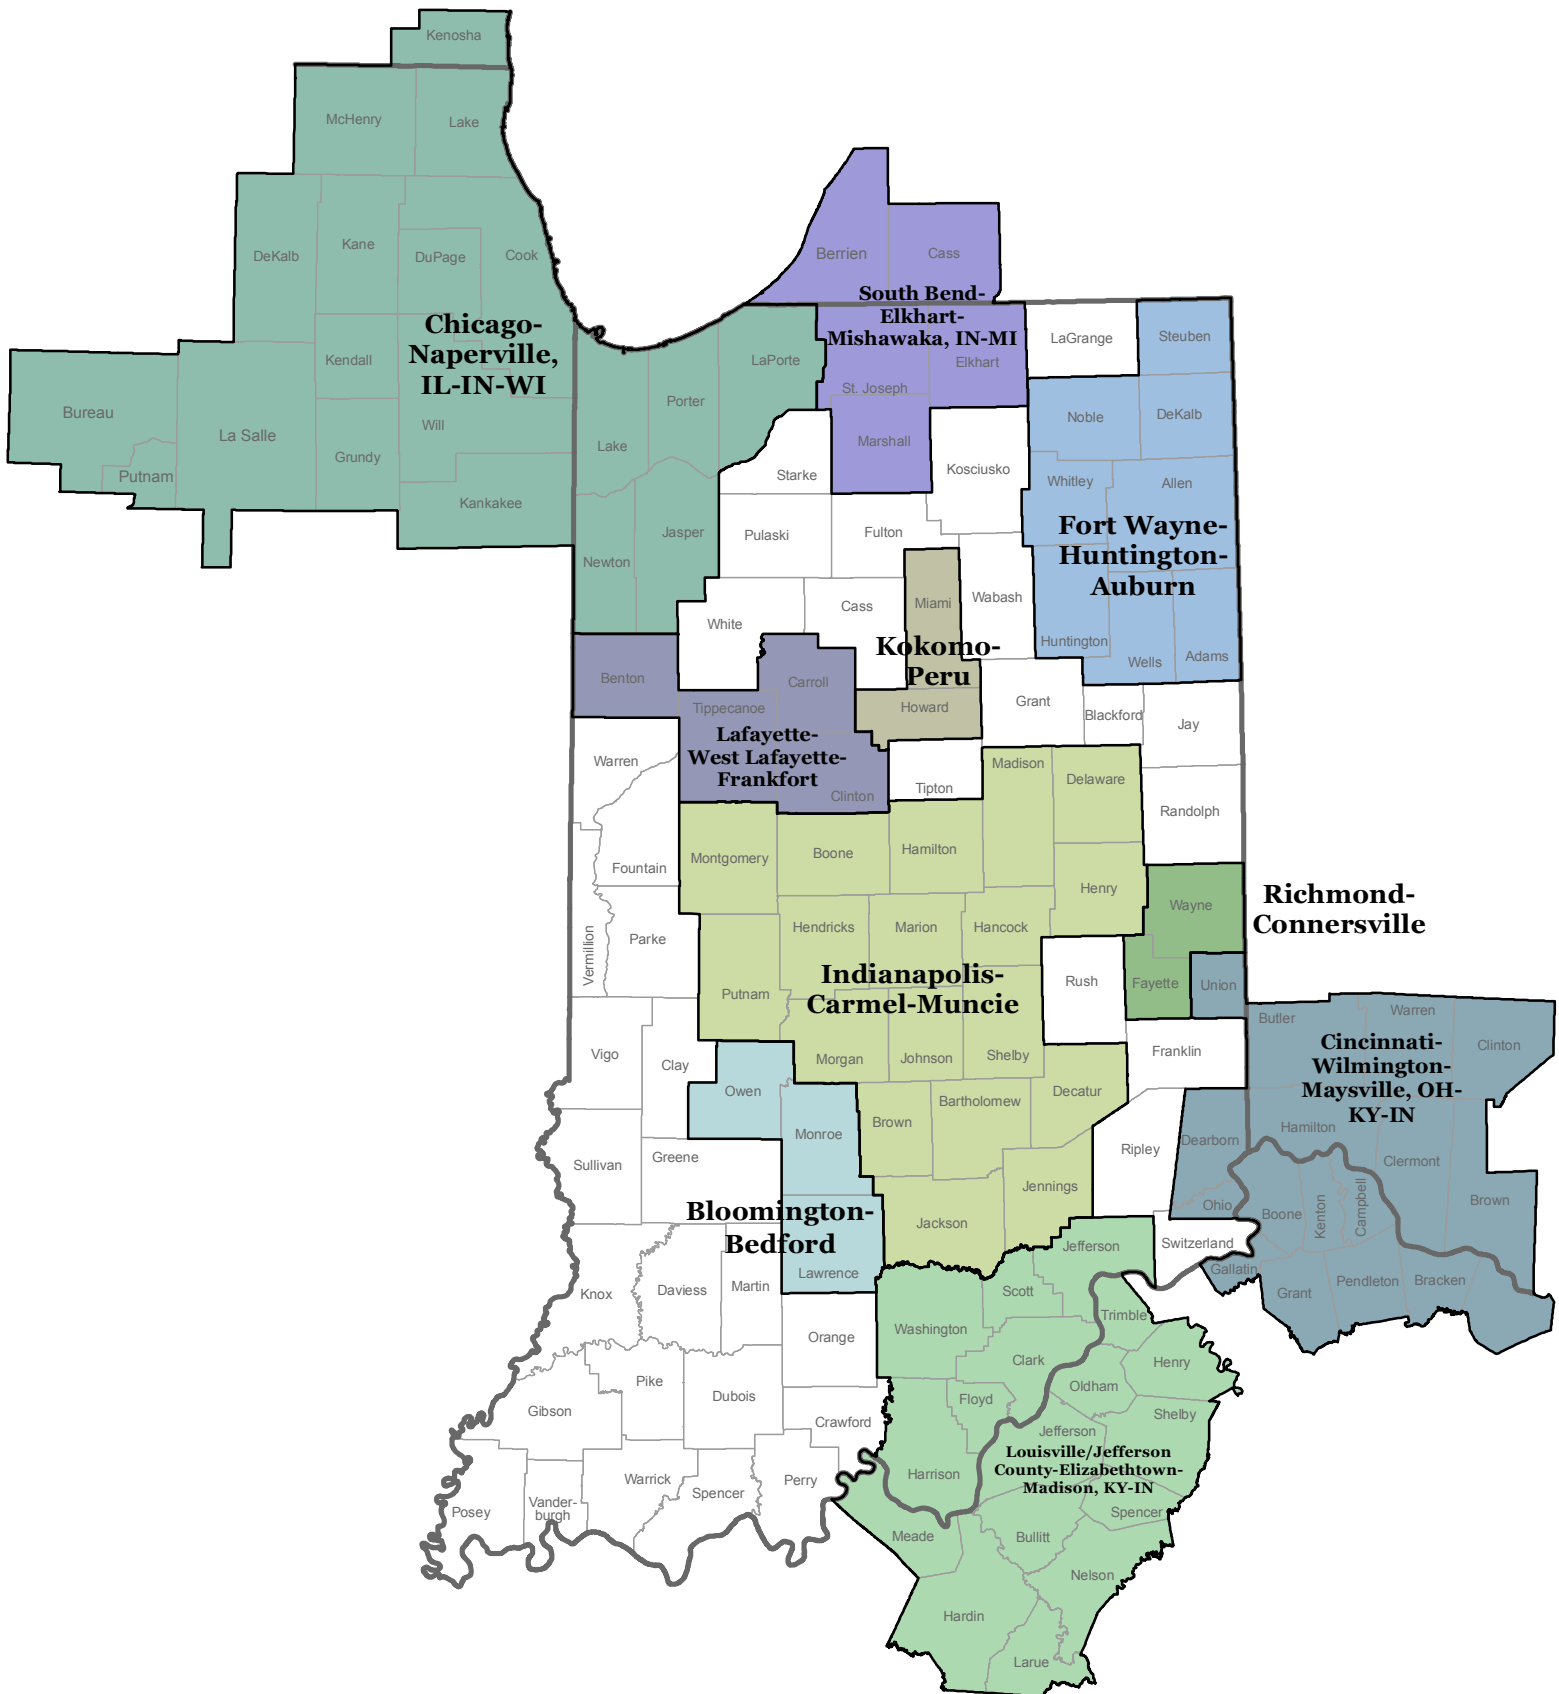 Kenosha
McHenry
Lake
DeKalb
Kane
DuPage
Cook
Berrien
Cass
South Bend-
Elkhart-
Mishawaka, IN-MI
Chicago-
Naperville,
IL-IN-WI
Kendall
LaPorte
St. Joseph
Elkhart
LaGrange
Steuben
Bureau
La Salle
Will
Porter
Lake
Marshall
Noble
DeKalb
Putnam
Grundy
Kankakee
Starke
Kosciusko
Whitley
Allen
Newton
Jasper
Pulaski
Fulton
Fort Wayne-
Huntington-
Auburn
White
Cass
Miami
Wabash
Kokomo-
Peru
Huntington
Wells
Adams
Benton
Carroll
Tippecanoe
Howard
Grant
Blackford
Jay
Lafayette-
West Lafayette-
Frankfort
Clinton
Warren
Tipton
Madison
Delaware
Randolph
Fountain
Montgomery
Boone
Hamilton
Henry
Wayne
Richmond-
Connersville
Vermillion
Parke
Hendricks
Marion
Hancock
Putnam
Indianapolis-
Carmel-Muncie
Rush
Fayette
Union
Butler
Warren
Clinton
Cincinnati-
Wilmington-
Maysville, OH-
KY-IN
Vigo
Clay
Morgan
Johnson
Shelby
Franklin
Owen
Monroe
Brown
Bartholomew
Decatur
Dearborn
Hamilton
Clermont
Sullivan
Greene
Ripley
Jennings
Ohio
Boone
Kenton
Campbell
Brown
Bloomington-
Bedford
Jackson
Jefferson
Switzerland
Gallatin
Grant
Pendleton
Bracken
Lawrence
Knox
Daviess
Martin
Scott
Trimble
Orange
Washington
Clark
Henry
Pike
Dubois
Oldham
Gibson
Crawford
Floyd
Jefferson
Shelby
Louisville/Jefferson
County-Elizabethtown-
Madison, KY-IN
Warrick
Spencer
Perry
Harrison
Posey
Vander-
burgh
Spencer
Meade
Bullitt
Nelson
Hardin
Larue